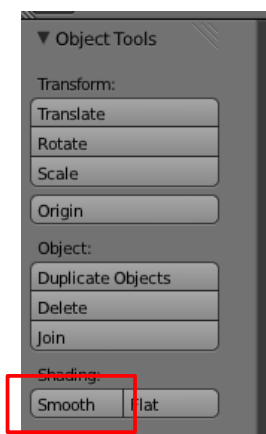 Object Tools
Transform:
Translate
Rotate
Scale
Origin
Object:
Duplicate Objects
Delete
Join
Shading:
Smooth Flat